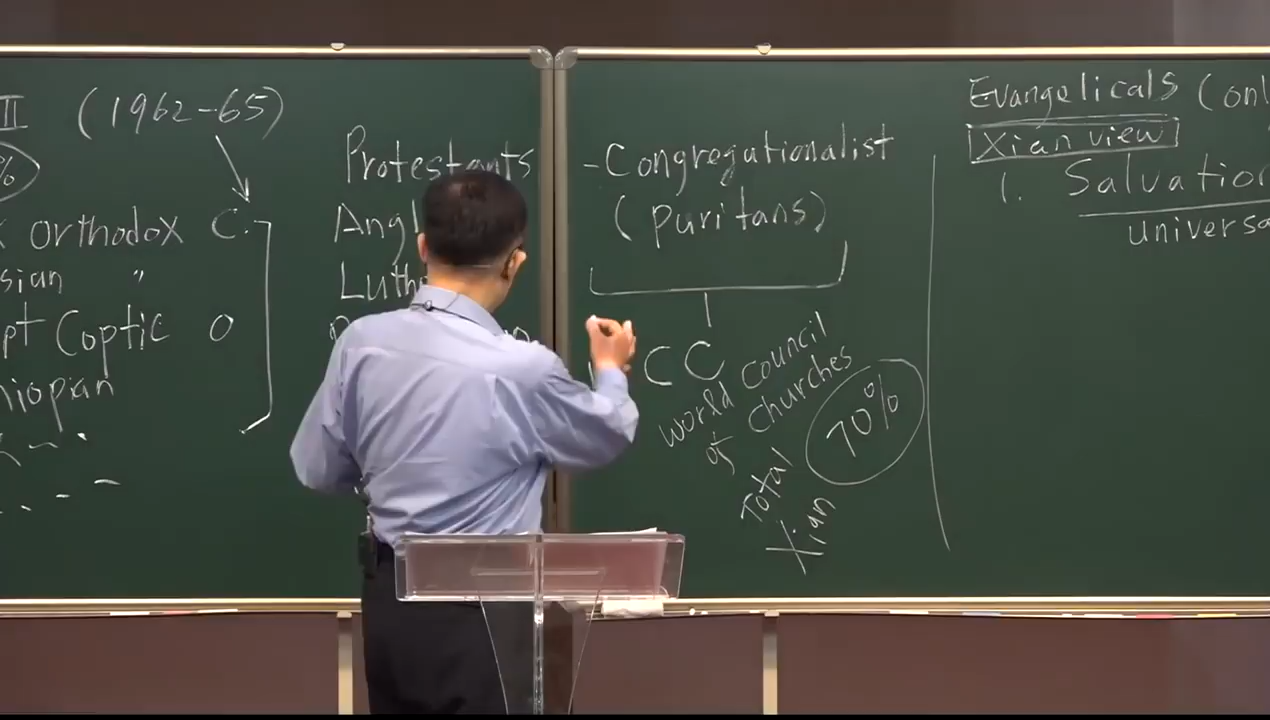 II (1962-65)
%
orthodox C.
sian "
pt Coptic O
hiopian
Protestants
Angl
Luth
-Congregationalist
(puritans)
CC
World council
of churches
70%
Total
Xian
Evangelicals (onl
Xian view
1. Salvation
universa